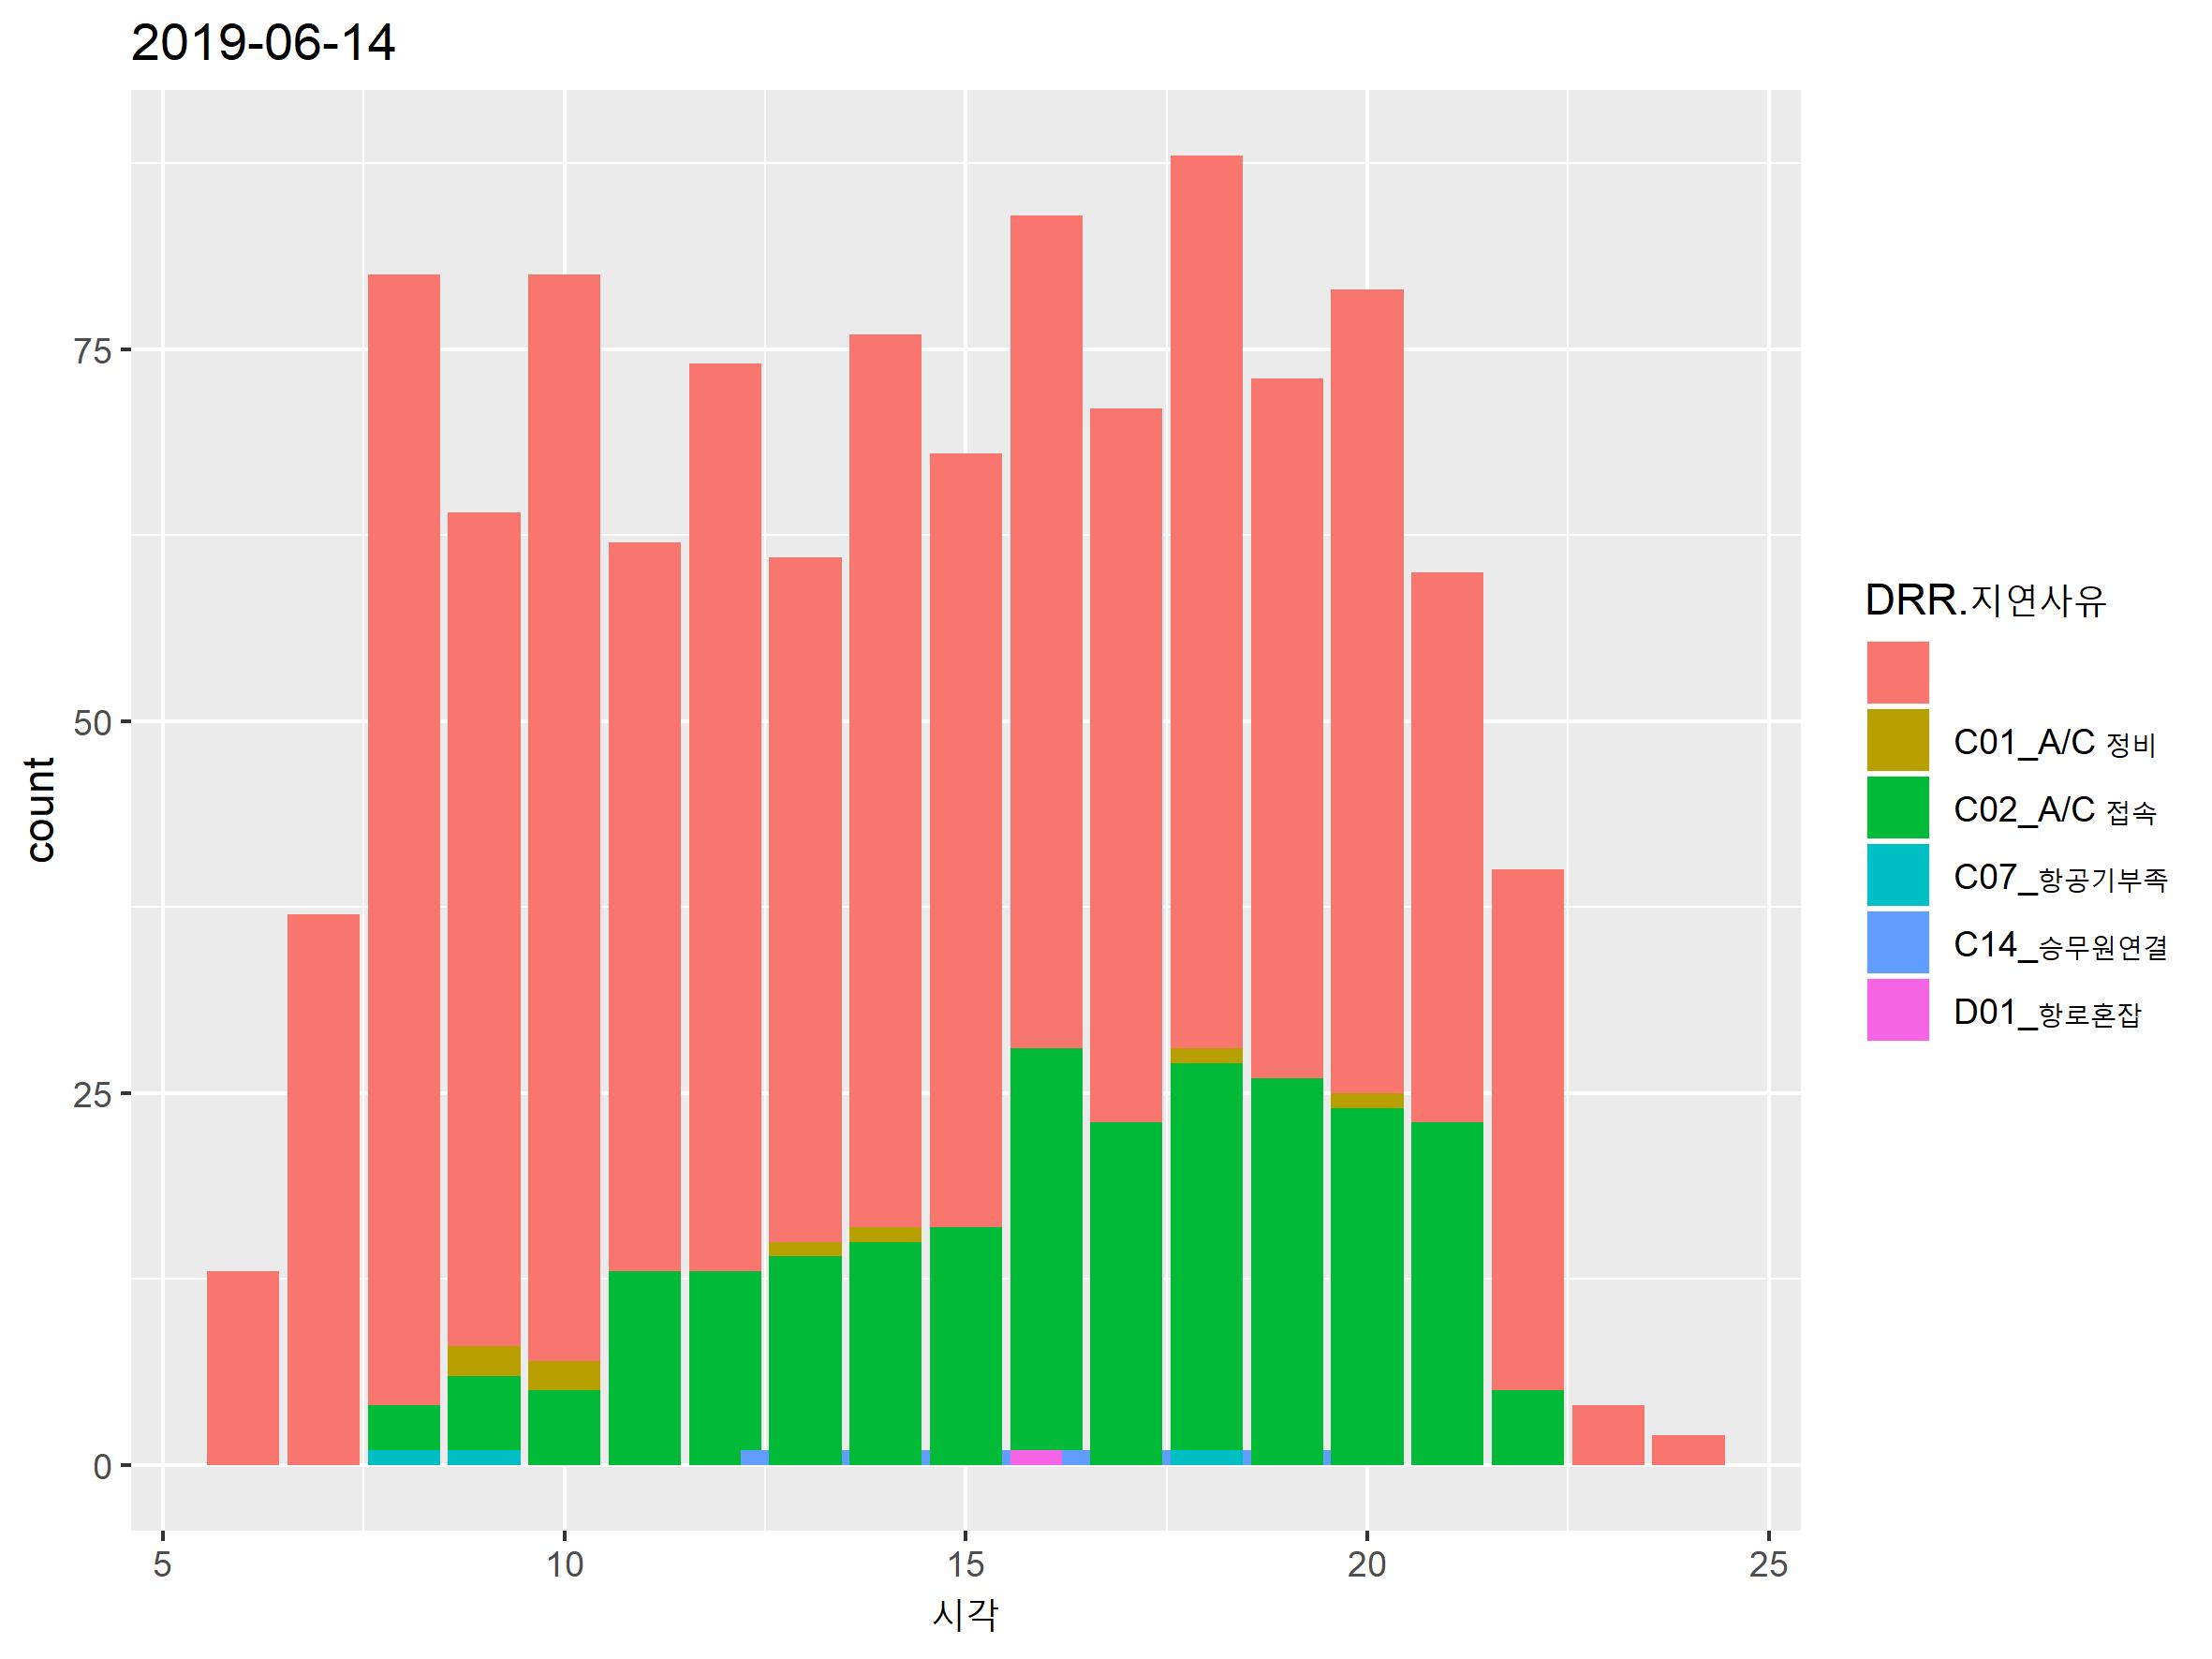 2019-06-14
75
50
25
0
count
5 10 15 20 25
시각
DRR.지연사유
C01_A/C 정비
C02_A/C 접속
C07_항공기부족
C14_승무원연결
D01_항로혼잡